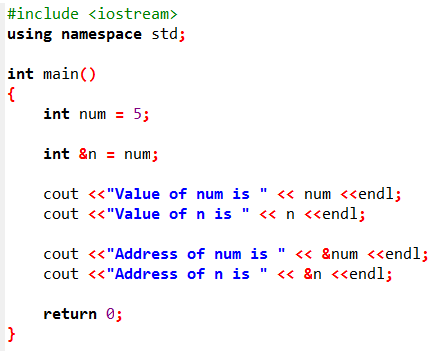 #include <iostream>
using namespace std;
int main()
{
int num = 5;
int &n = num;
cout <<"Value of num is " << num <<endl;
cout <<"Value of n is " << n <<endl;
cout <<"Address of num is " << &num <<endl;
cout <<"Address of n is " << &n <<endl;
return 0;
}